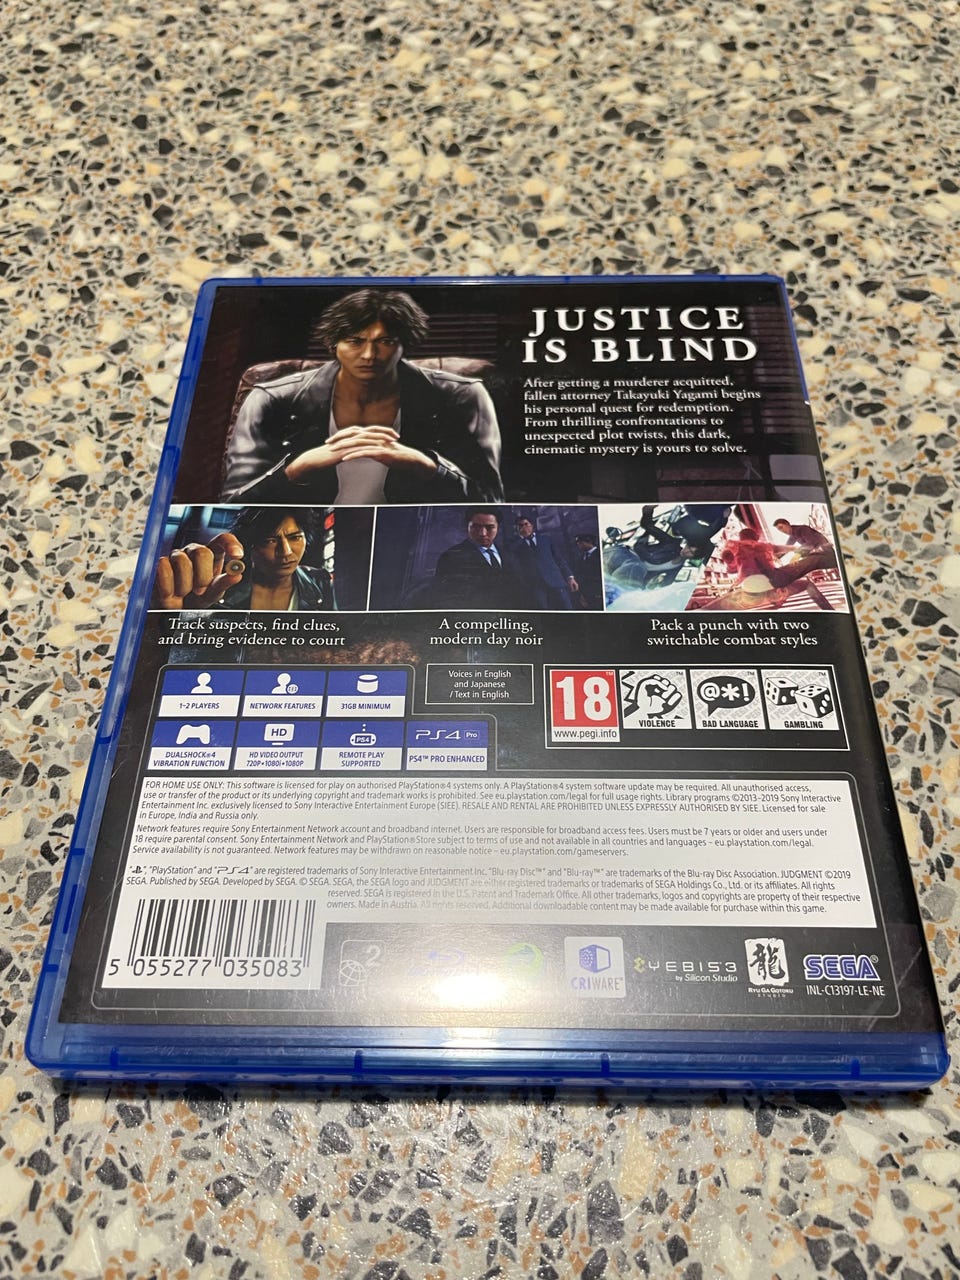 JUSTICE
IS BLIND
After getting a murderer acquitted,
fallen attorney Takayuki Yagami begins
his personal quest for redemption.
From thrilling confrontations to
unexpected plot twists, this dark,
cinematic mystery is yours to solve.
Track suspects, find clues,
and bring evidence to court
A compelling,
modern day noir
Pack a punch with two
switchable combat styles
1-2 PLAYERS
NETWORK FEATURES
31GB MINIMUM
DUALSHOCK®4
VIBRATION FUNCTION
HD
HD VIDEO OUTPUT
720P•1080i•1080P
PS4
REMOTE PLAY
SUPPORTED
PS4 Pro
PS4™ PRO ENHANCED
Voices in English
and Japanese
/ Text in English
18
www.pegi.info
VIOLENCE
@*!
BAD LANGUAGE
GAMBLING
FOR HOME USE ONLY: This software is licensed for play on authorised PlayStation®4 systems only. A PlayStation®4 system software update may be required. All unauthorised access,
use or transfer of the product or its underlying copyright and trademark works is prohibited. See eu.playstation.com/legal for full usage rights. Library programs ©2013-2019 Sony Interactive
Entertainment Inc. exclusively licensed to Sony Interactive Entertainment Europe (SIEE). RESALE AND RENTAL ARE PROHIBITED UNLESS EXPRESSLY AUTHORISED BY SIEE. Licensed for sale
in Europe, India and Russia only.
Network features require Sony Entertainment Network account and broadband internet. Users are responsible for broadband access fees. Users must be 7 years or older and users under
18 require parental consent. Sony Entertainment Network and PlayStation®Store subject to terms of use and not available in all countries and languages – eu.playstation.com/legal.
Service availability is not guaranteed. Network features may be withdrawn on reasonable notice – eu.playstation.com/gameservers.
"PlayStation" and "PS4" are registered trademarks of Sony Interactive Entertainment Inc. "Blu-ray Disc™" and "Blu-ray™" are trademarks of the Blu-ray Disc Association. JUDGMENT ©2019
SEGA. Published by SEGA. Developed by SEGA. © SEGA. SEGA, the SEGA logo and JUDGMENT are either registered trademarks or trademarks of SEGA Holdings Co., Ltd. or its affiliates. All rights
reserved. SEGA is registered in the U.S. Patent and Trademark Office. All other trademarks, logos and copyrights are property of their respective
owners. Made in Austria. All rights reserved. Additional downloadable content may be made available for purchase within this game.
5 055277 035083
2
CRIWARE™
YEBIS 3
by Silicon Studio
龍
RYU GA GOTOKU
STUDIO
SEGA®
INL-C13197-LE-NE